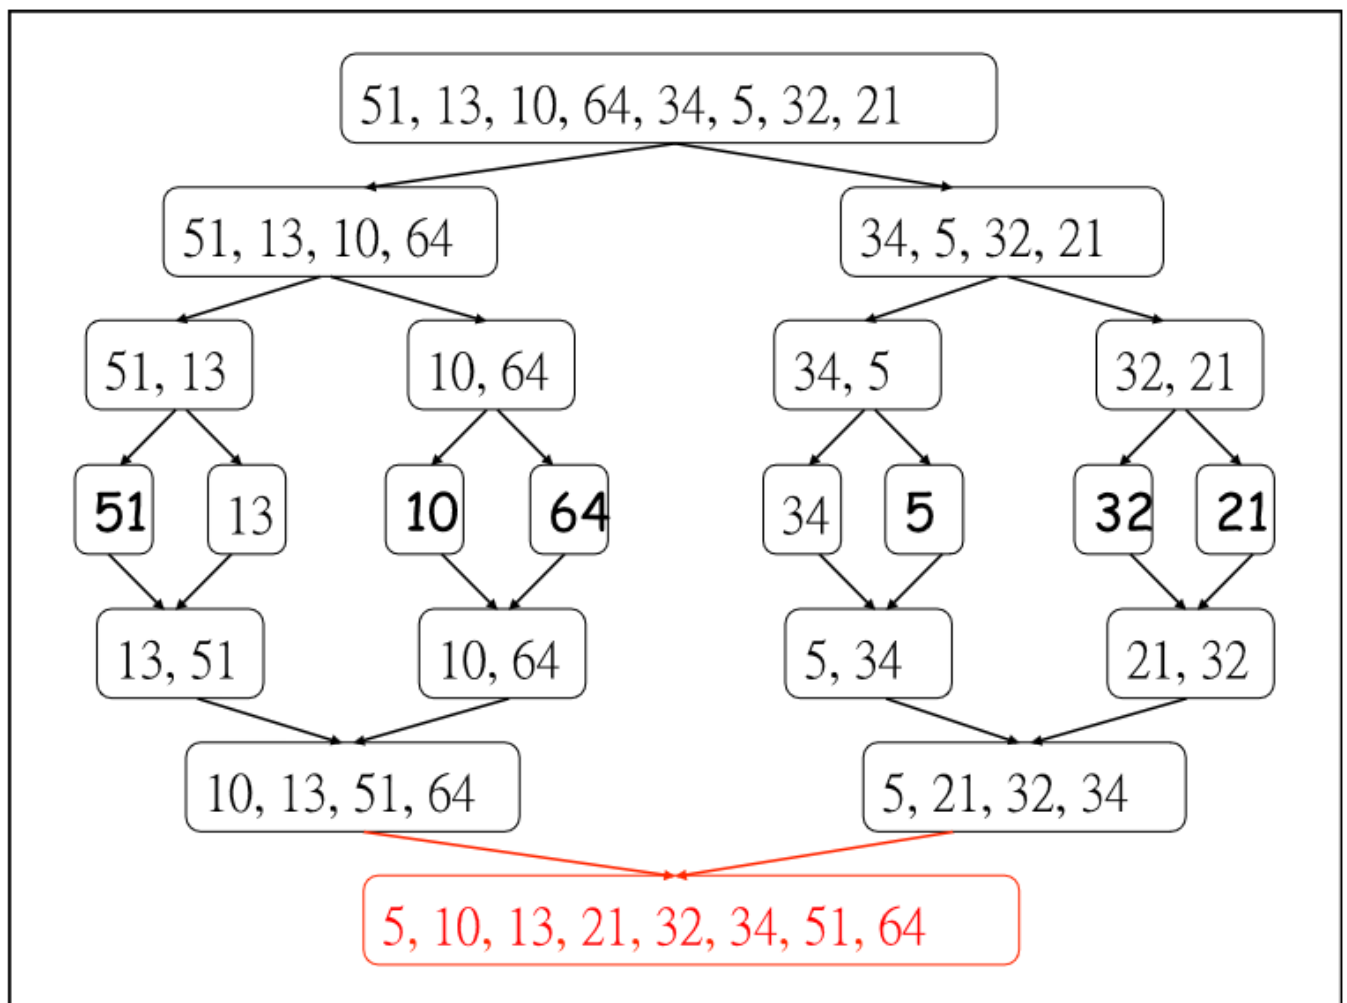 51, 13, 10, 64, 34, 5, 32, 21
51, 13, 10, 64
34, 5, 32, 21
51, 13
10, 64
34, 5
32, 21
51
13
10
64
34
5
32
21
13, 51
10, 64
5, 34
21, 32
10, 13, 51, 64
5, 21, 32, 34
5, 10, 13, 21, 32, 34, 51, 64